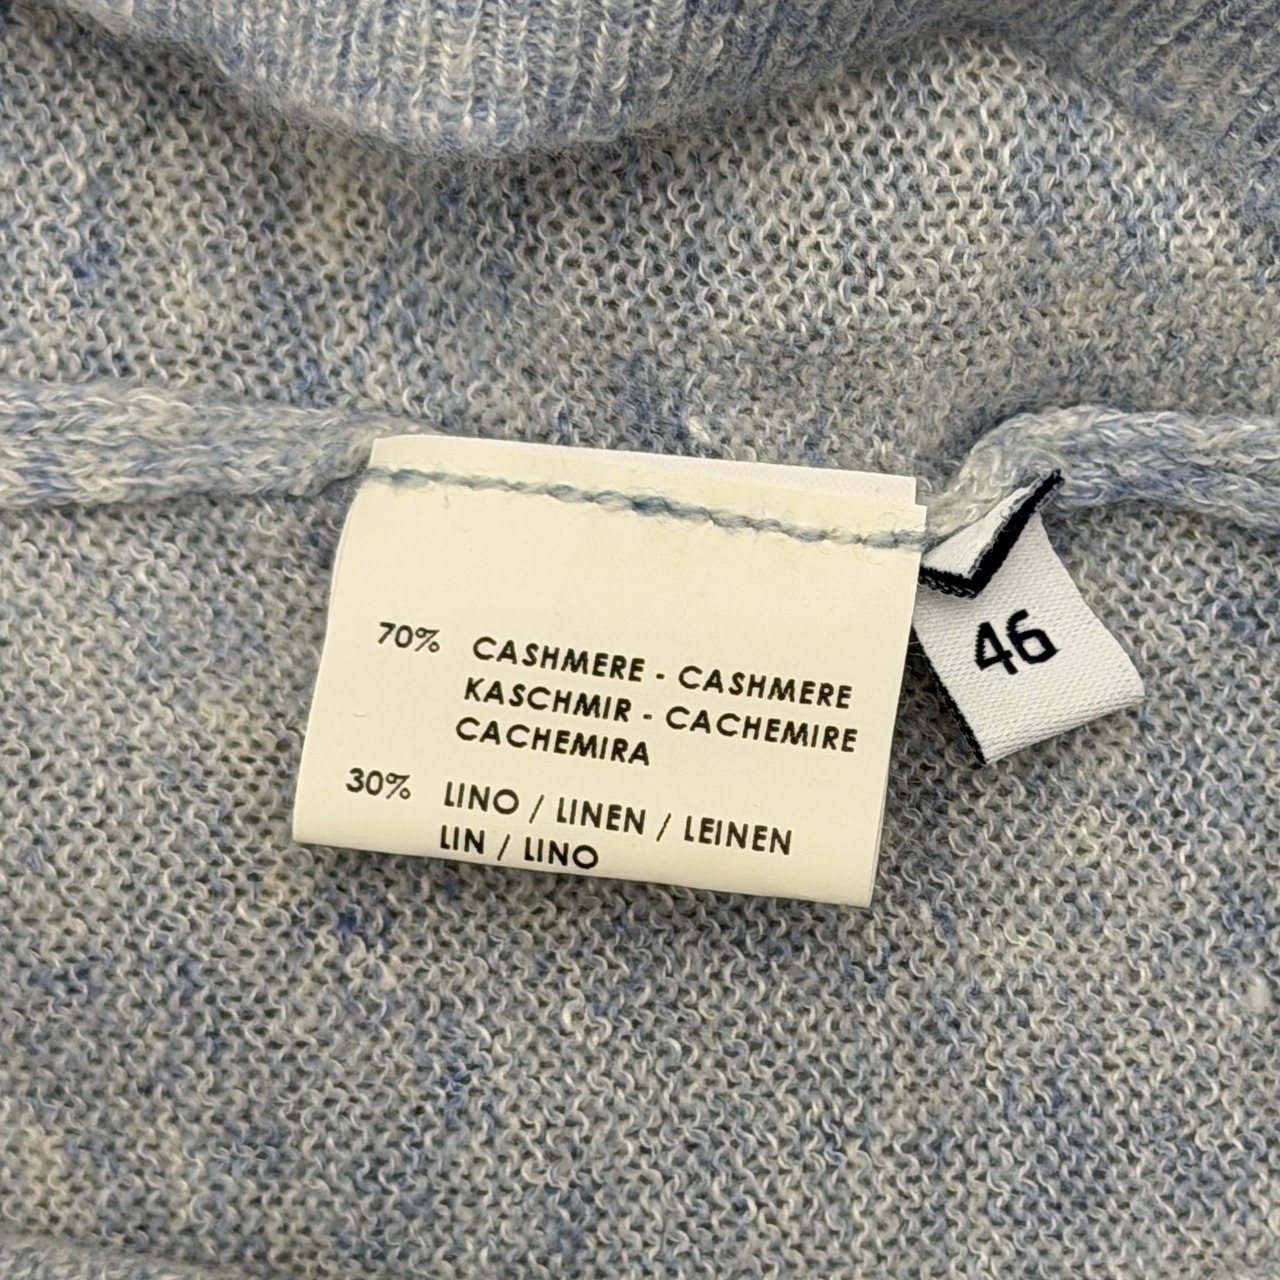 70% CASHMERE - CASHMERE
KASCHMIR - CACHEMIRE
CACHEMIRA
30% LINO / LINEN / LEINEN
LIN / LINO
46